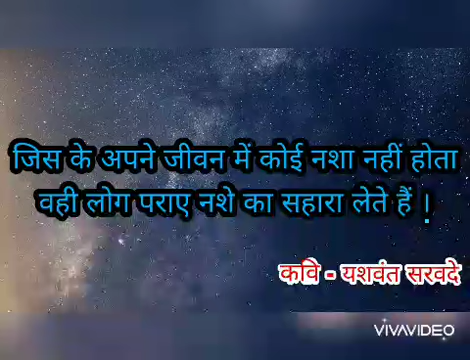 जिस के अपने जीवन में कोई नशा नहीं होता
वही लोग पराए नशे का सहारा लेते हैं !
कवि - यशवंत सरवदे
VIVAVIDEO